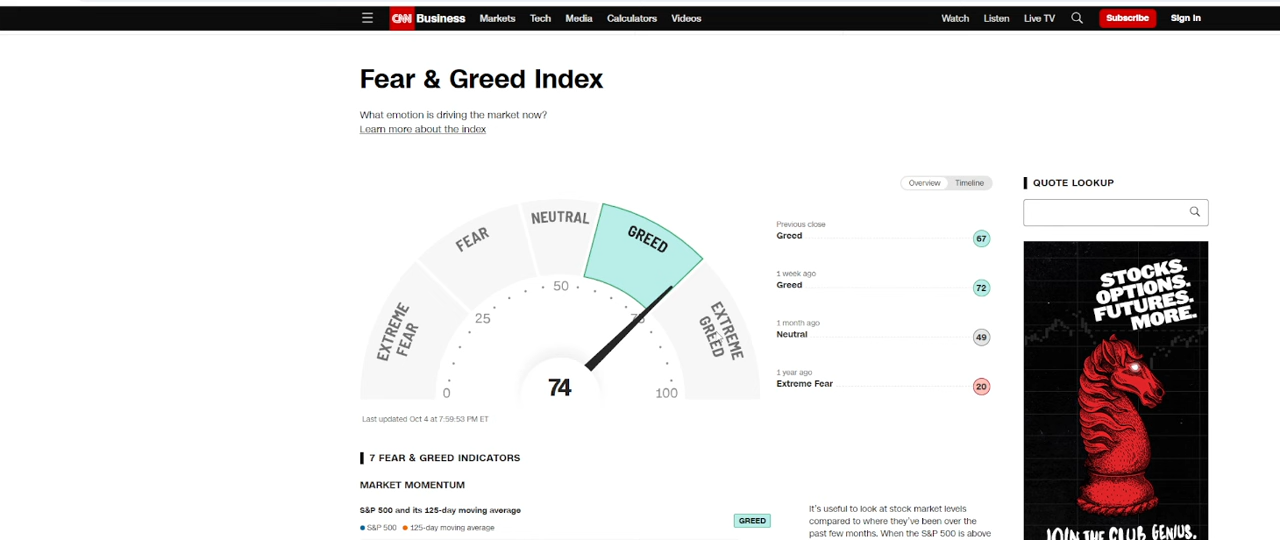 CNN Business Markets Tech Media Calculators Videos Watch Listen Live TV Subscribe Sign In
Fear & Greed Index
What emotion is driving the market now?
Learn more about the index
Overview Timeline
EXTREME FEAR
FEAR
NEUTRAL
GREED
EXTREME GREED
0
25
50
75
100
74
Last updated Oct 4 at 7:59:53 PM ET
Previous close
Greed 67
1 week ago
Greed 72
1 month ago
Neutral 49
1 year ago
Extreme Fear 20
7 FEAR & GREED INDICATORS
MARKET MOMENTUM
S&P 500 and its 125-day moving average
S&P 500 125-day moving average
GREED
It's useful to look at stock market levels
compared to where they've been over the
past few months. When the S&P 500 is above
QUOTE LOOKUP
STOCKS.
OPTIONS.
FUTURES.
MORE.
JOIN THE CLUB, GENIUS.